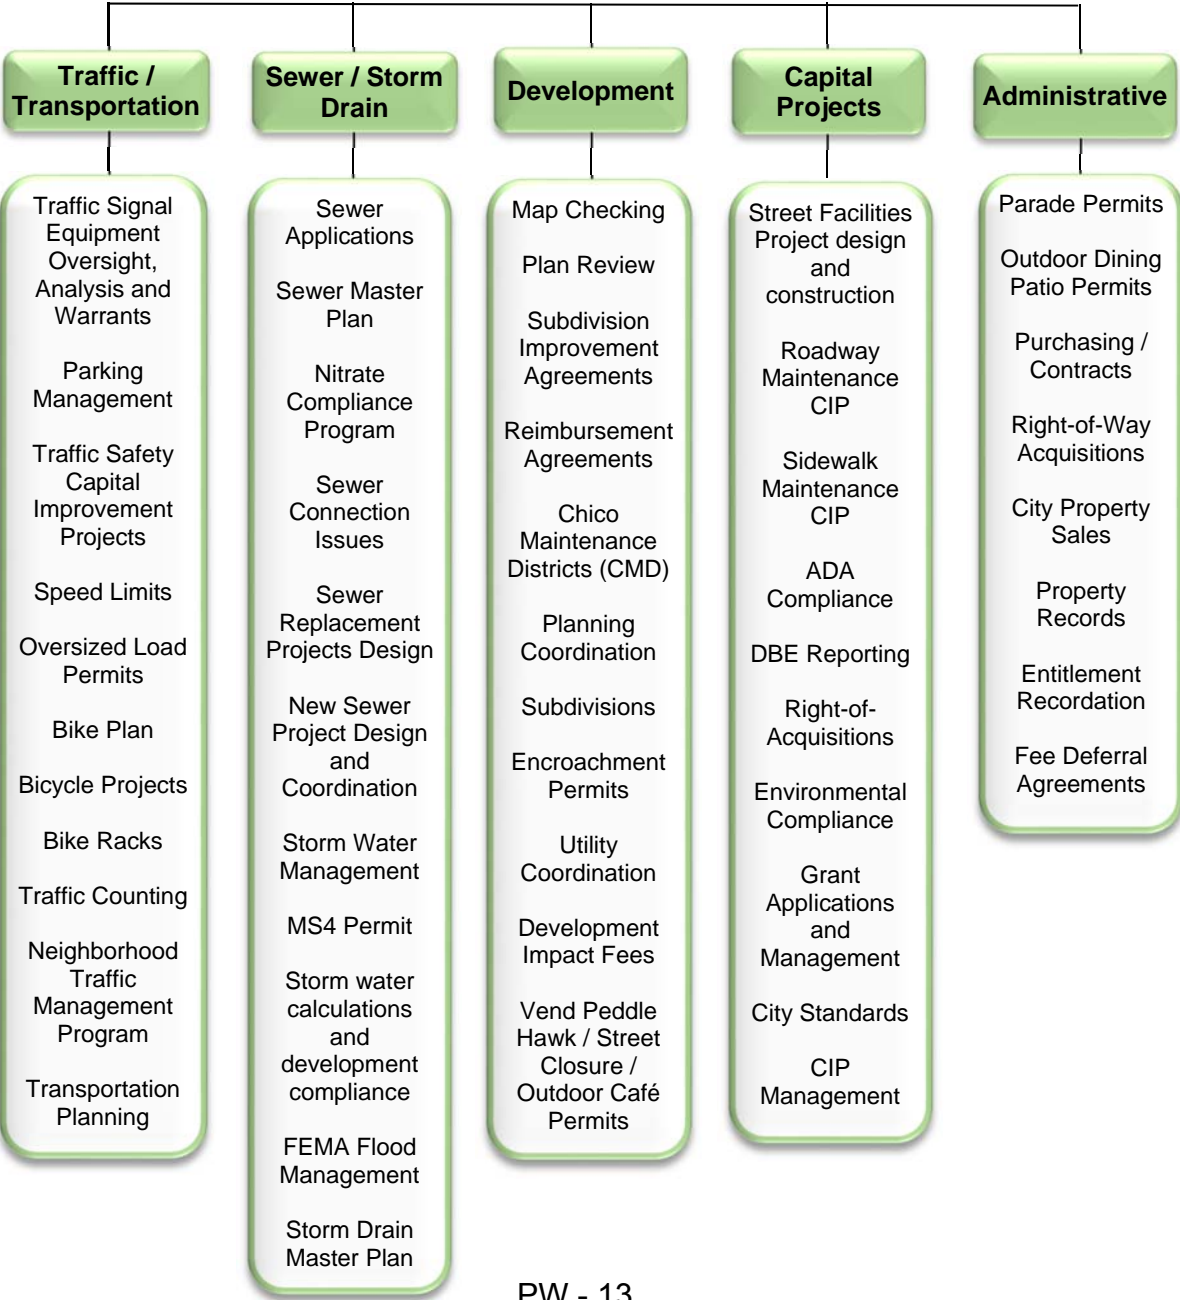 Traffic /
Transportation
Traffic Signal
Equipment
Oversight,
Analysis and
Warrants
Parking
Management
Traffic Safety
Capital
Improvement
Projects
Speed Limits
Oversized Load
Permits
Bike Plan
Bicycle Projects
Bike Racks
Traffic Counting
Neighborhood
Traffic
Management
Program
Transportation
Planning
Sewer / Storm
Drain
Sewer
Applications
Sewer Master
Plan
Nitrate
Compliance
Program
Sewer
Connection
Issues
Sewer
Replacement
Projects Design
New Sewer
Project Design
and
Coordination
Storm Water
Management
MS4 Permit
Storm water
calculations
and
development
compliance
FEMA Flood
Management
Storm Drain
Master Plan
Development
Map Checking
Plan Review
Subdivision
Improvement
Agreements
Reimbursement
Agreements
Chico
Maintenance
Districts (CMD)
Planning
Coordination
Subdivisions
Encroachment
Permits
Utility
Coordination
Development
Impact Fees
Vend Peddle
Hawk / Street
Closure /
Outdoor Café
Permits
Capital
Projects
Street Facilities
Project design
and
construction
Roadway
Maintenance
CIP
Sidewalk
Maintenance
CIP
ADA
Compliance
DBE Reporting
Right-of-
Acquisitions
Environmental
Compliance
Grant
Applications
and
Management
City Standards
CIP
Management
Administrative
Parade Permits
Outdoor Dining
Patio Permits
Purchasing /
Contracts
Right-of-Way
Acquisitions
City Property
Sales
Property
Records
Entitlement
Recordation
Fee Deferral
Agreements
PW - 13